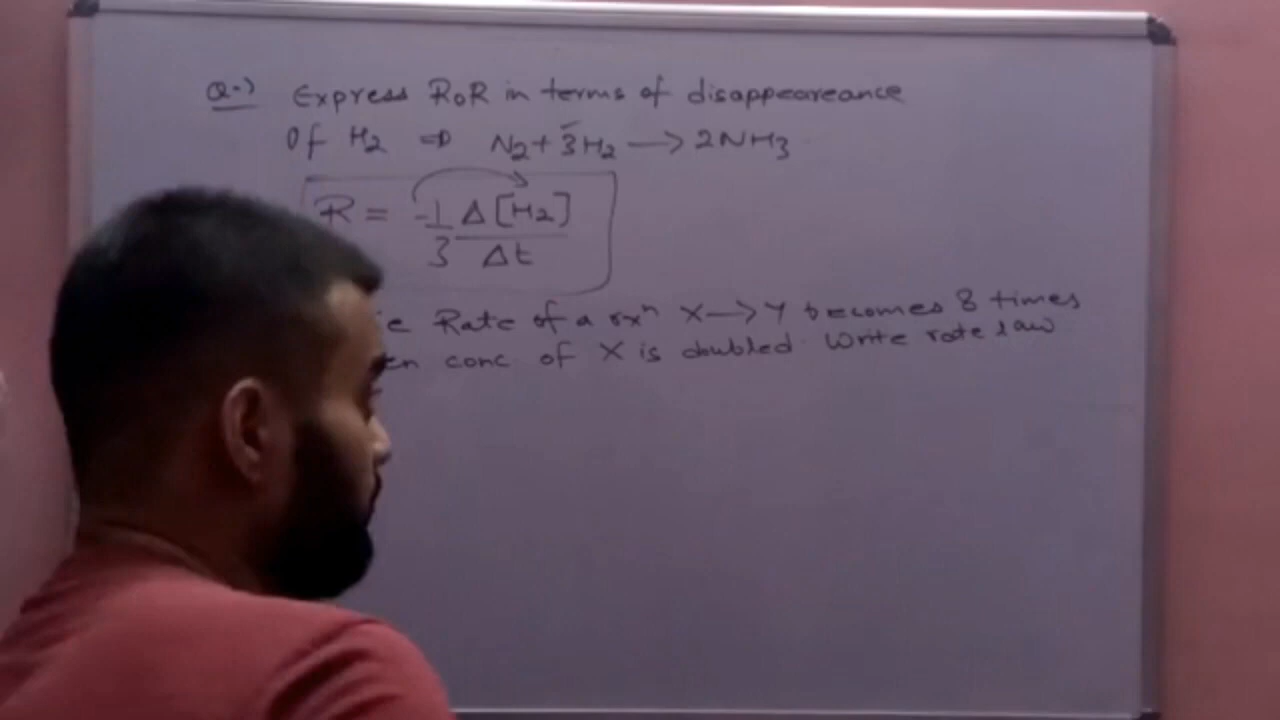 Q.) Express RoR in terms of disappeareance
Of H2 ⇒ N2 + 3H2 → 2NH3
R = -1/3 Δ[H2]/Δt
Rate of a rxⁿ X → Y becomes 8 times
conc of X is doubled. Write rate law